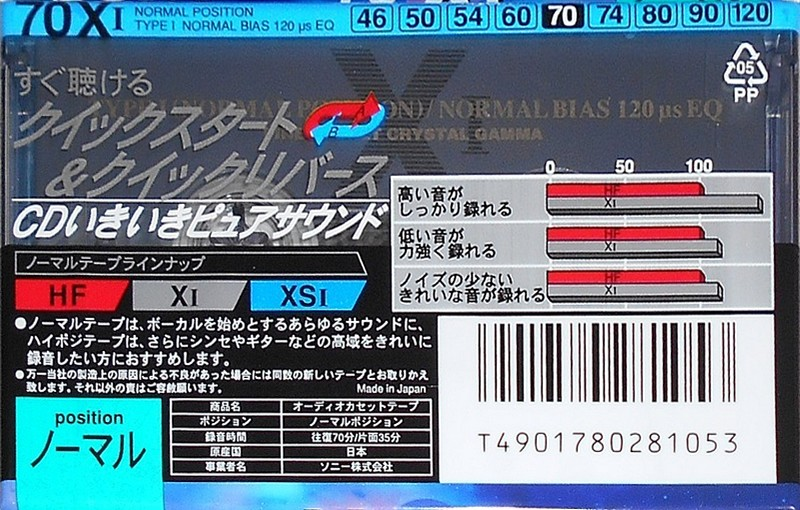 70XI NORMAL POSITION
TYPE I NORMAL BIAS 120 μs EQ
46 50 54 60 70 74 80 90 120
05
PP
すぐ聴ける
クイックスタート
&クイックリバース
CDいきいきピュアサウンド
XI
TYPE I (NORMAL POSITION) / NORMAL BIAS 120 μs EQ
CRYSTAL GAMMA
0 50 100
高い音が
しっかり録れる
HF
XI
低い音が
力強く録れる
HF
XI
ノイズの少ない
きれいな音が録れる
HF
XI
ノーマルテープラインナップ
HF XI XSI
●ノーマルテープは、ボーカルを始めとするあらゆるサウンドに、
ハイポジテープは、さらにシンセやギターなどの高域をきれいに
録音したい方におすすめします。
●万一当社の製造上の原因による不良があった場合には同数の新しいテープとお取りかえ
致します。それ以外の責はご容赦願います。
Made in Japan
position
ノーマル
商品名 オーディオカセットテープ
ポジション ノーマルポジション
録音時間 往復70分/片面35分
原産国 日本
事業者名 ソニー株式会社
T4901780281053